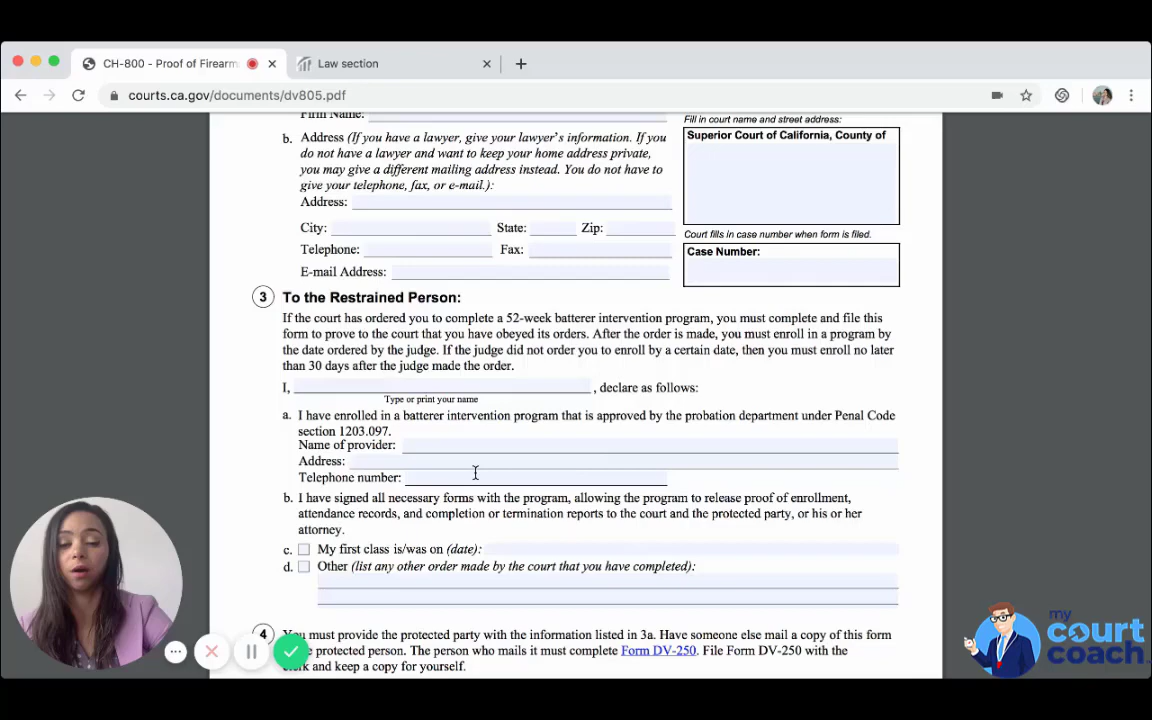 CH-800 - Proof of Firearm
Law section
courts.ca.gov/documents/dv805.pdf
Firm Name:
b. Address (If you have a lawyer, give your lawyer's information. If you
do not have a lawyer and want to keep your home address private,
you may give a different mailing address instead. You do not have to
give your telephone, fax, or e-mail.):
Address:
City: State: Zip:
Telephone: Fax:
E-mail Address:
Fill in court name and street address:
Superior Court of California, County of
Court fills in case number when form is filed.
Case Number:
3 To the Restrained Person:
If the court has ordered you to complete a 52-week batterer intervention program, you must complete and file this
form to prove to the court that you have obeyed its orders. After the order is made, you must enroll in a program by
the date ordered by the judge. If the judge did not order you to enroll by a certain date, then you must enroll no later
than 30 days after the judge made the order.
I, , declare as follows:
Type or print your name
a. I have enrolled in a batterer intervention program that is approved by the probation department under Penal Code
section 1203.097.
Name of provider:
Address:
Telephone number:
b. I have signed all necessary forms with the program, allowing the program to release proof of enrollment,
attendance records, and completion or termination reports to the court and the protected party, or his or her
attorney.
c. My first class is/was on (date):
d. Other (list any other order made by the court that you have completed):
4 You must provide the protected party with the information listed in 3a. Have someone else mail a copy of this form
protected person. The person who mails it must complete Form DV-250. File Form DV-250 with the
and keep a copy for yourself.
my
court
coach